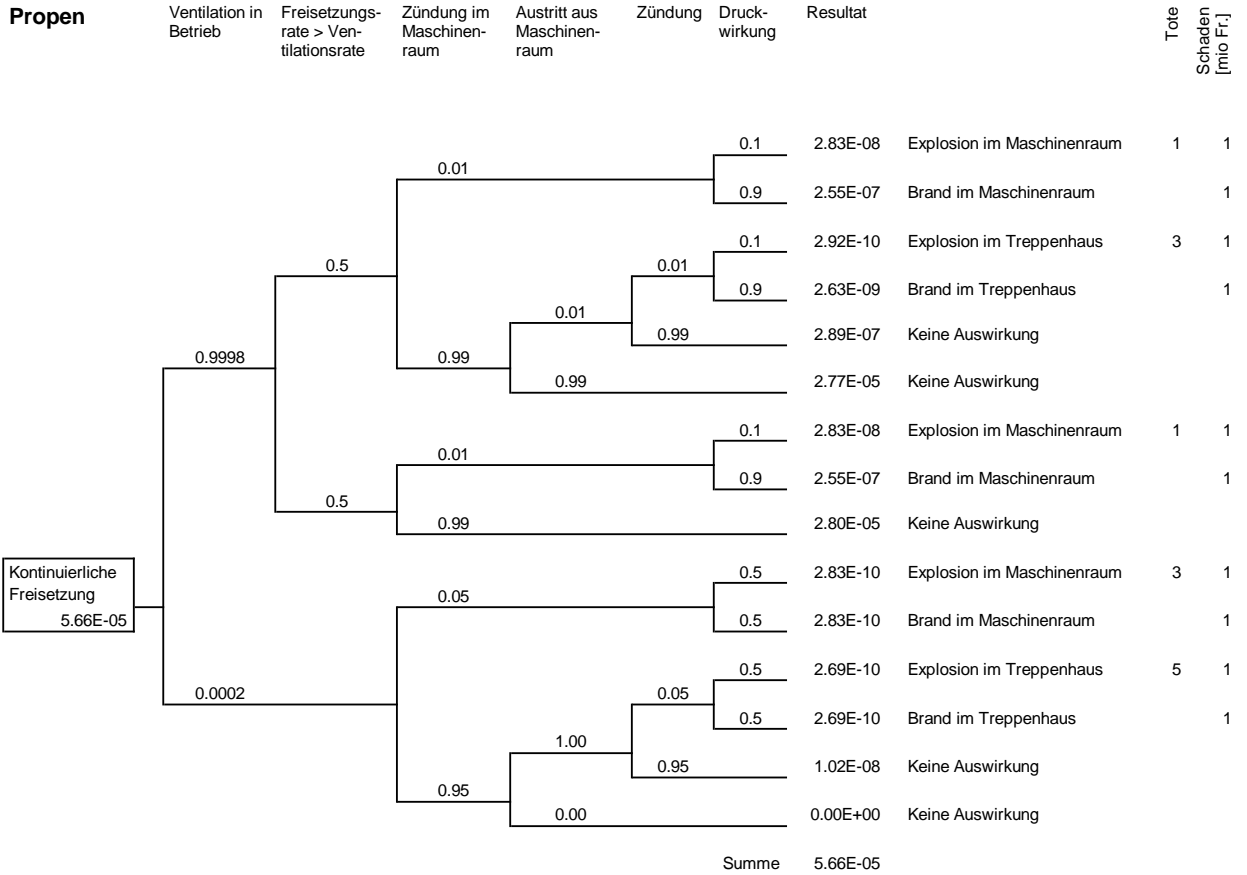 Propen
Ventilation in
Betrieb
Freisetzungs-
rate > Ven-
tilationsrate
Zündung im
Maschinen-
raum
Austritt aus
Maschinen-
raum
Zündung
Druck-
wirkung
Resultat
Tote
Schaden
[mio Fr.]
0.1 2.83E-08 Explosion im Maschinenraum 1 1
0.01
0.9 2.55E-07 Brand im Maschinenraum 1
0.1 2.92E-10 Explosion im Treppenhaus 3 1
0.5 0.01
0.9 2.63E-09 Brand im Treppenhaus 1
0.01
0.99 2.89E-07 Keine Auswirkung
0.9998 0.99
0.99 2.77E-05 Keine Auswirkung
0.1 2.83E-08 Explosion im Maschinenraum 1 1
0.01
0.9 2.55E-07 Brand im Maschinenraum 1
0.5
0.99 2.80E-05 Keine Auswirkung
Kontinuierliche
Freisetzung
5.66E-05
0.5 2.83E-10 Explosion im Maschinenraum 3 1
0.05
0.5 2.83E-10 Brand im Maschinenraum 1
0.5 2.69E-10 Explosion im Treppenhaus 5 1
0.0002 0.05
0.5 2.69E-10 Brand im Treppenhaus 1
1.00
0.95 1.02E-08 Keine Auswirkung
0.95
0.00 0.00E+00 Keine Auswirkung
Summe 5.66E-05